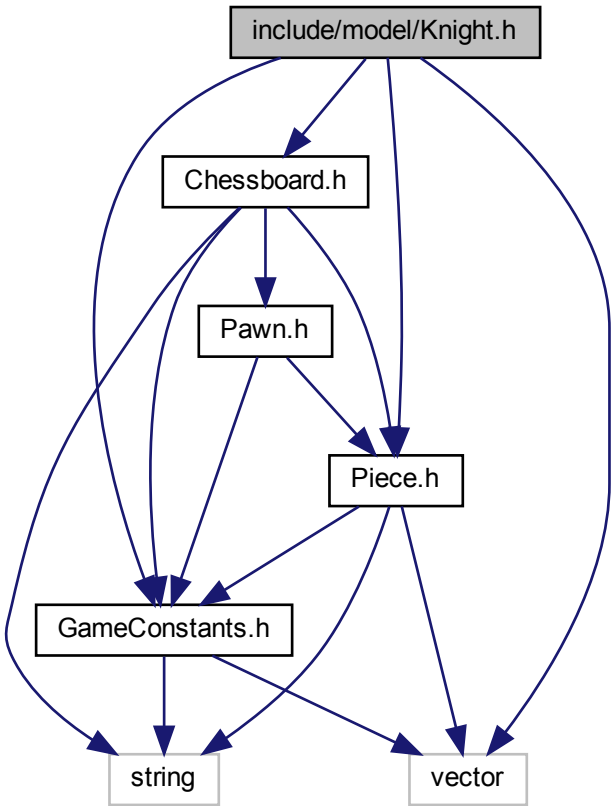 include/model/Knight.h
Chessboard.h
Pawn.h
Piece.h
GameConstants.h
string
vector